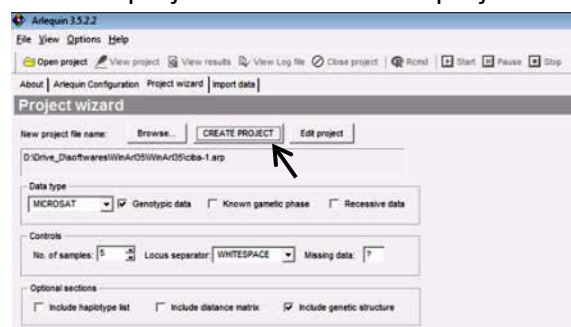 Arlequin 3.5.2.2
File View Options Help
Open project View project View results View Log file Close project Rcmd Start Pause Stop
About Arlequin Configuration Project wizard Import data
Project wizard
New project file name: Browse... CREATE PROJECT Edit project
D:\Drive_D\softwares\WinArl35\WinArl35\ciba-1.arp
Data type
MICROSAT Genotypic data Known gametic phase Recessive data
Controls
No. of samples: 5 Locus separator: WHITESPACE Missing data: ?
Optional sections
Include haplotype list Include distance matrix Include genetic structure